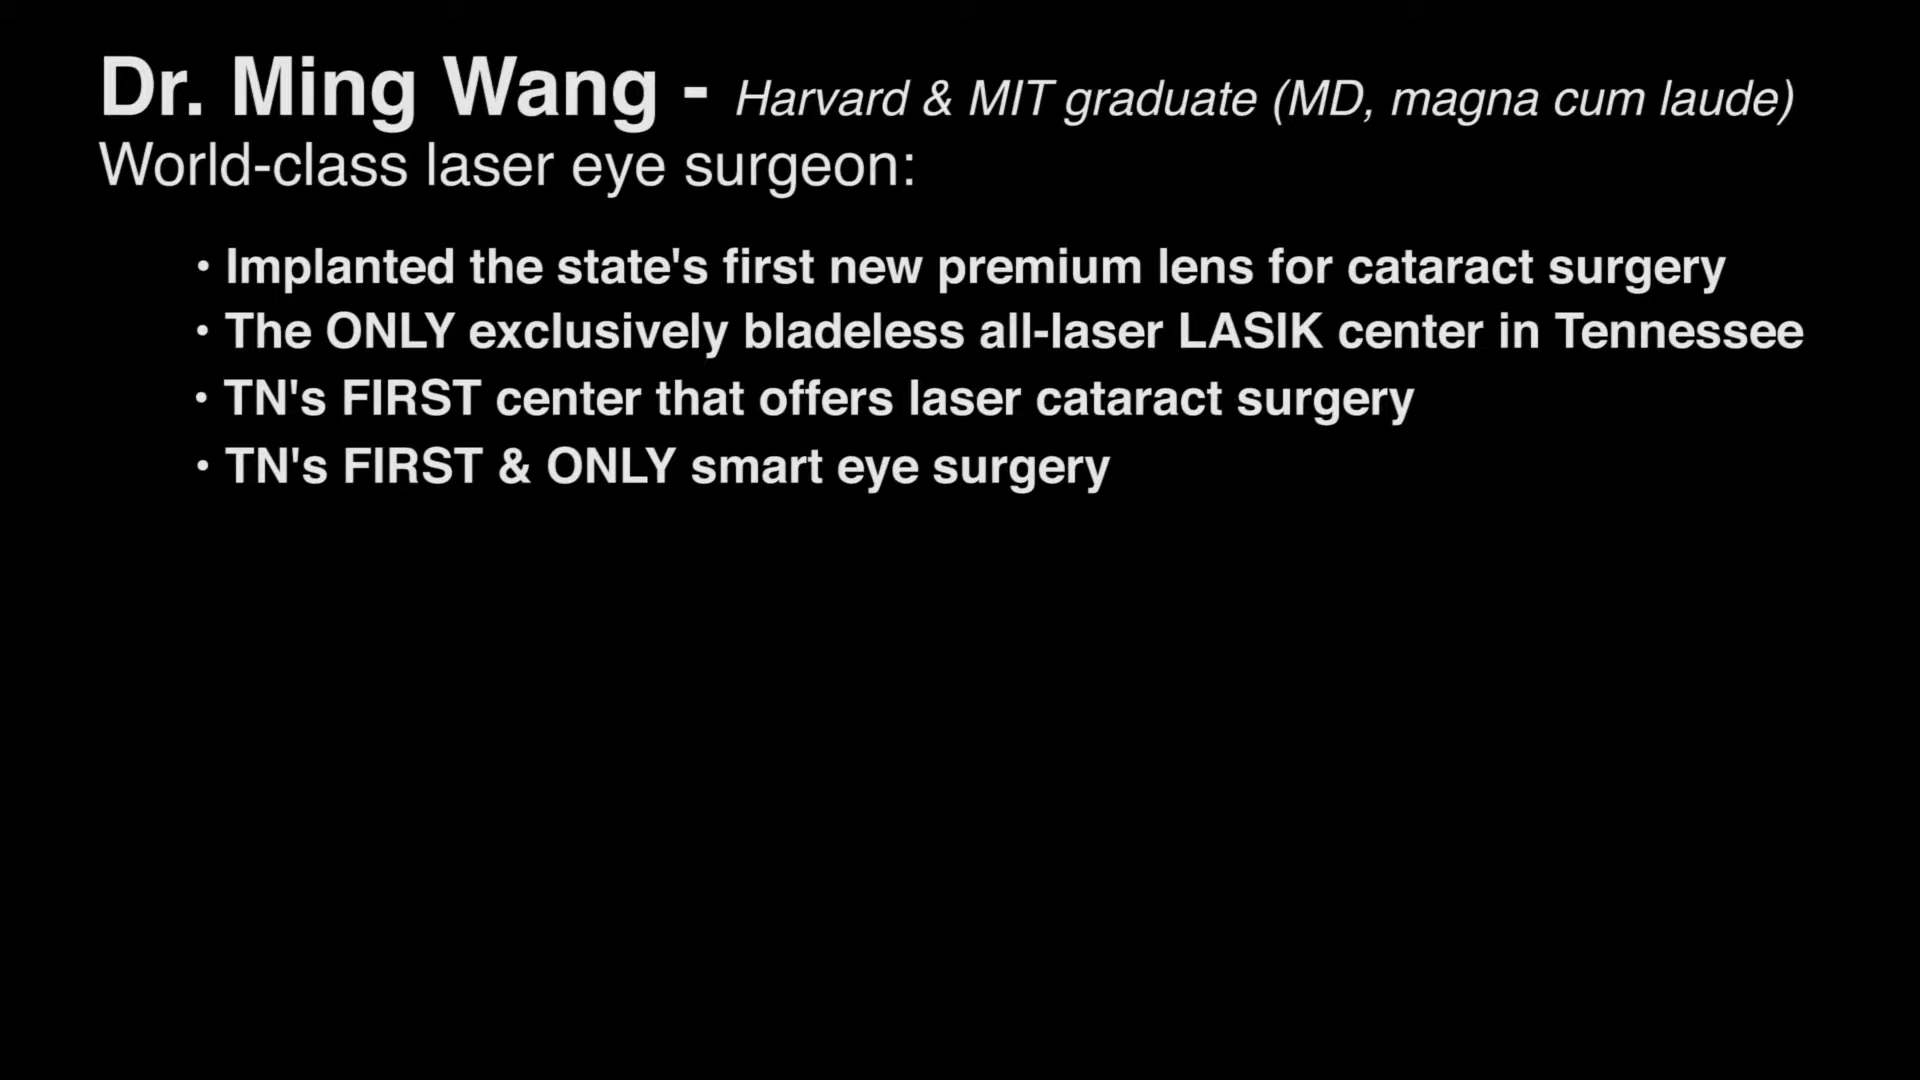 Dr. Ming Wang - Harvard & MIT graduate (MD, magna cum laude)
World-class laser eye surgeon:
• Implanted the state's first new premium lens for cataract surgery
• The ONLY exclusively bladeless all-laser LASIK center in Tennessee
• TN's FIRST center that offers laser cataract surgery
• TN's FIRST & ONLY smart eye surgery